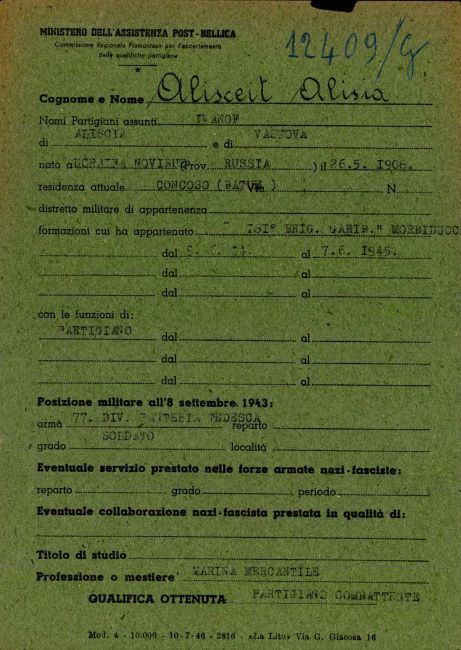 MINISTERO DELL'ASSISTENZA POST-BELLICA
Commissione Regionale Piemontese per l'accertamento
delle qualifiche partigiane
12409/g
Cognome e Nome Alisceit Alisia
Nomi Partigiani assunti IVANOF
di ALISCIA e di VASNOVA
nato a (Prov. RUSSIA ) il 26.5. 1906.
residenza attuale CONCOSO (BATUM ) Via N.
distretto militare di appartenenza
formazioni cui ha appartenuto 181° BRIG. GARIB." MORBIDUCC
dal al 7.6.1945.
dal al
dal al
con le funzioni di:
PARTIGIANO dal al
dal al
dal al
Posizione militare all'8 settembre 1943:
arma 77. DIV. FANTERIA TEDESCA reparto
grado SOLDATO località
Eventuale servizio prestato nelle forze armate nazi-fasciste:
reparto grado periodo
Eventuale collaborazione nazi-fascista prestata in qualità di:
Titolo di studio
Professione o mestiere MARINA MERCANTILE
QUALIFICA OTTENUTA PARTIGIANO COMBATTENTE
Mod. 4 - 10.000 - 10-7-46 - 2816 - «La Lito» Via G. Giacosa 16